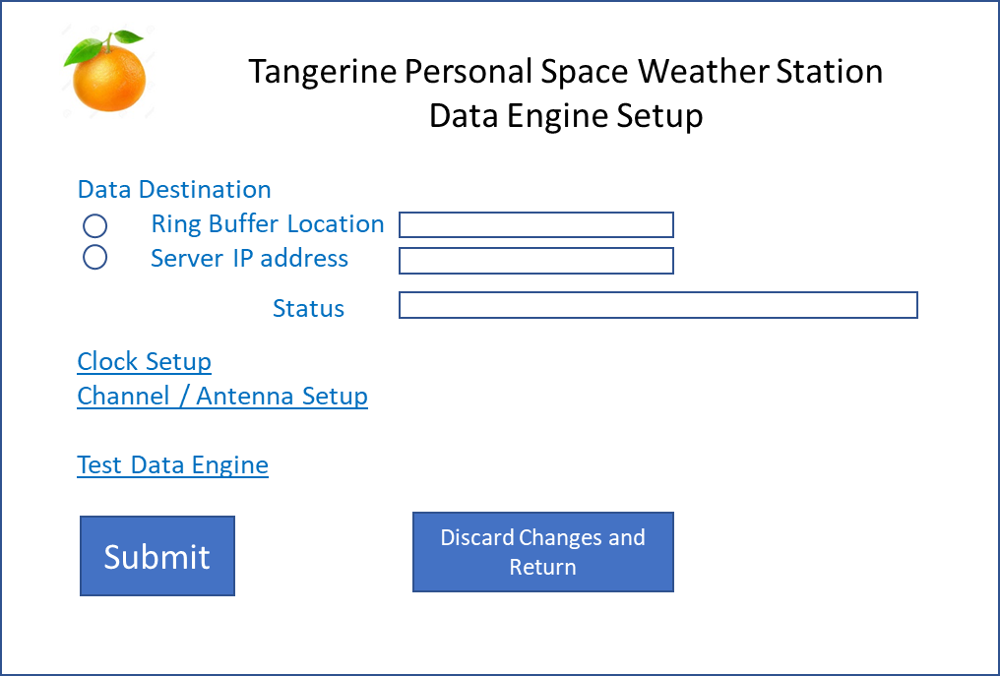 Tangerine Personal Space Weather Station
Data Engine Setup
Data Destination
Ring Buffer Location
Server IP address
Status
Clock Setup
Channel / Antenna Setup
Test Data Engine
Submit
Discard Changes and
Return